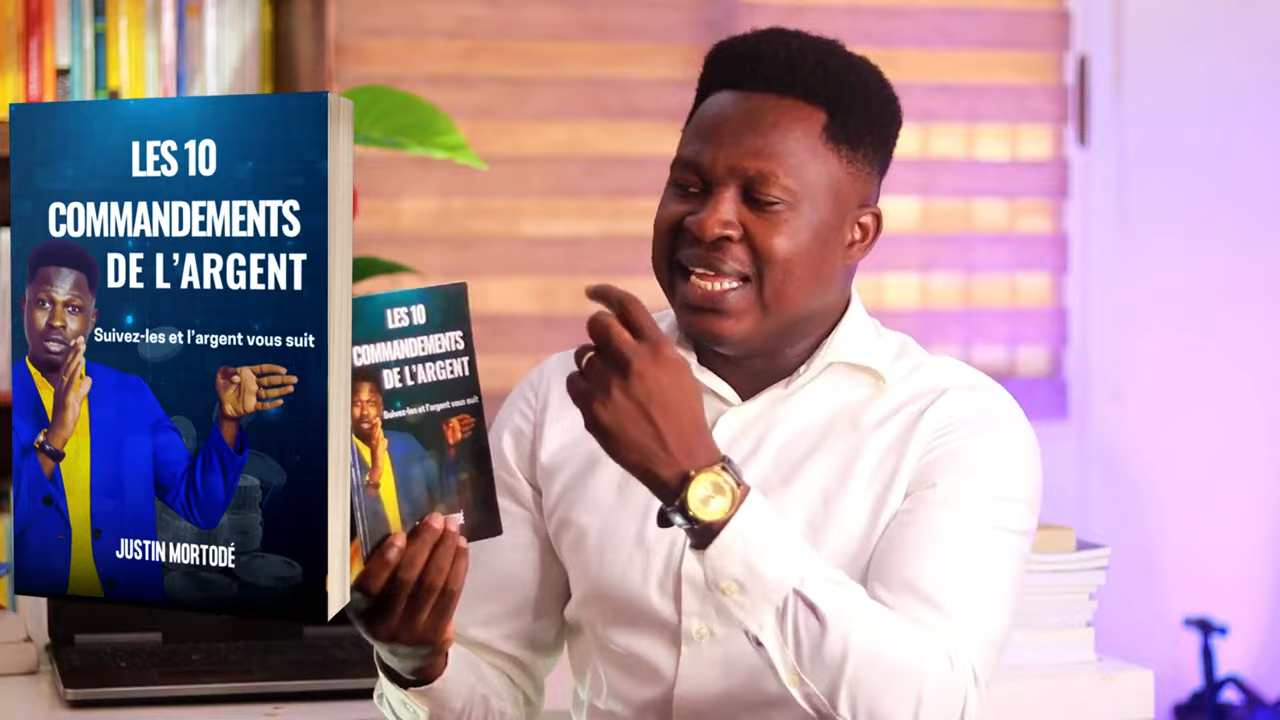 LES 10
COMMANDEMENTS
DE L'ARGENT
Suivez-les et l'argent vous suit
JUSTIN MORTODÉ
LES 10
COMMANDEMENTS
DE L'ARGENT
Suivez-les et l'argent vous suit